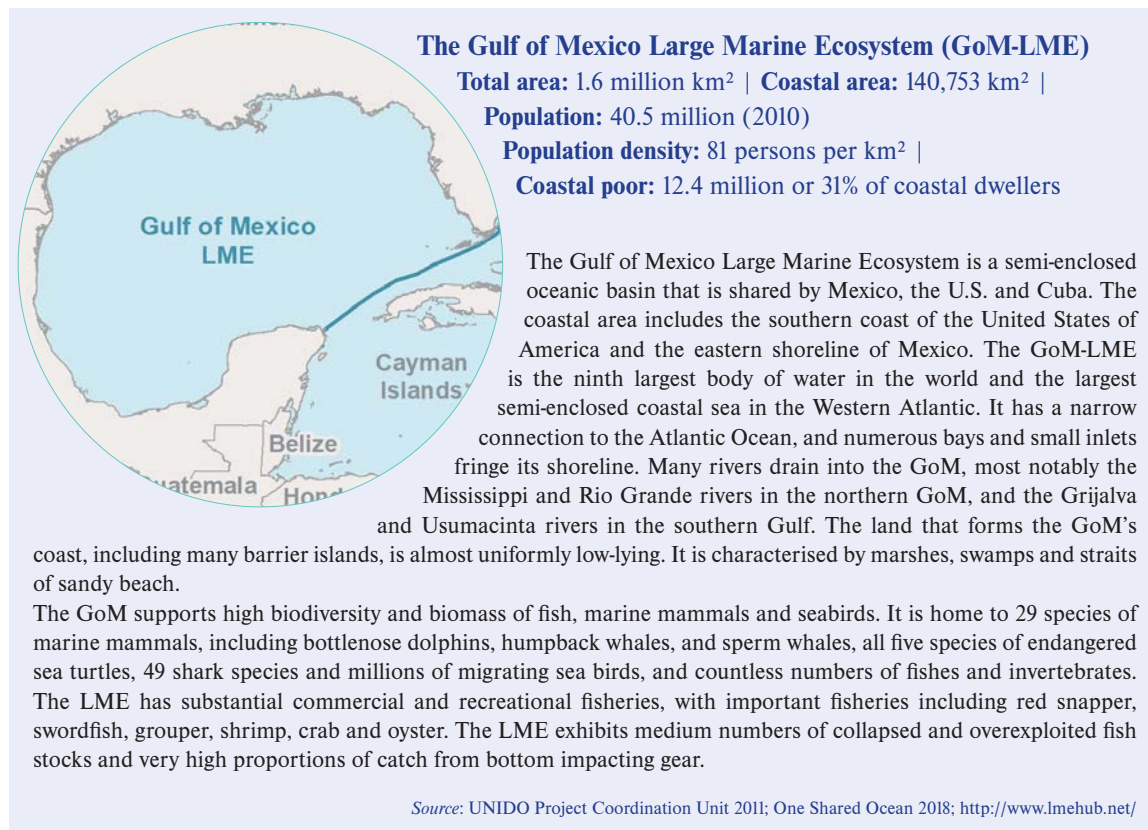 The Gulf of Mexico Large Marine Ecosystem (GoM-LME)
Total area: 1.6 million km² | Coastal area: 140,753 km² |
Population: 40.5 million (2010)
Population density: 81 persons per km² |
Coastal poor: 12.4 million or 31% of coastal dwellers
Gulf of Mexico
LME
Cayman
Islands
Belize
uatemala
Hond
The Gulf of Mexico Large Marine Ecosystem is a semi-enclosed
oceanic basin that is shared by Mexico, the U.S. and Cuba. The
coastal area includes the southern coast of the United States of
America and the eastern shoreline of Mexico. The GoM-LME
is the ninth largest body of water in the world and the largest
semi-enclosed coastal sea in the Western Atlantic. It has a narrow
connection to the Atlantic Ocean, and numerous bays and small inlets
fringe its shoreline. Many rivers drain into the GoM, most notably the
Mississippi and Rio Grande rivers in the northern GoM, and the Grijalva
and Usumacinta rivers in the southern Gulf. The land that forms the GoM’s
coast, including many barrier islands, is almost uniformly low-lying. It is characterised by marshes, swamps and straits
of sandy beach.
The GoM supports high biodiversity and biomass of fish, marine mammals and seabirds. It is home to 29 species of
marine mammals, including bottlenose dolphins, humpback whales, and sperm whales, all five species of endangered
sea turtles, 49 shark species and millions of migrating sea birds, and countless numbers of fishes and invertebrates.
The LME has substantial commercial and recreational fisheries, with important fisheries including red snapper,
swordfish, grouper, shrimp, crab and oyster. The LME exhibits medium numbers of collapsed and overexploited fish
stocks and very high proportions of catch from bottom impacting gear.
Source: UNIDO Project Coordination Unit 2011; One Shared Ocean 2018; http://www.lmehub.net/